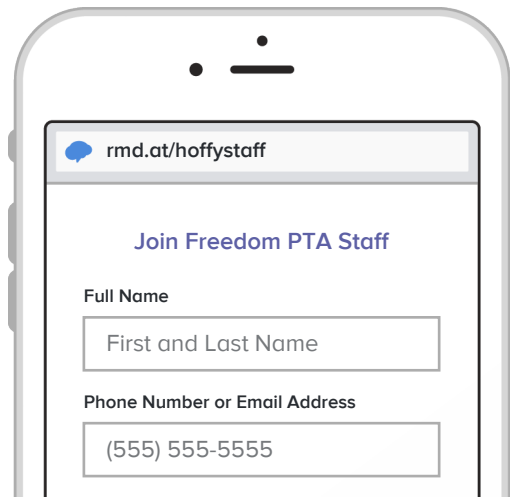 rmd.at/hoffystaff
Join Freedom PTA Staff
Full Name
First and Last Name
Phone Number or Email Address
(555) 555-5555